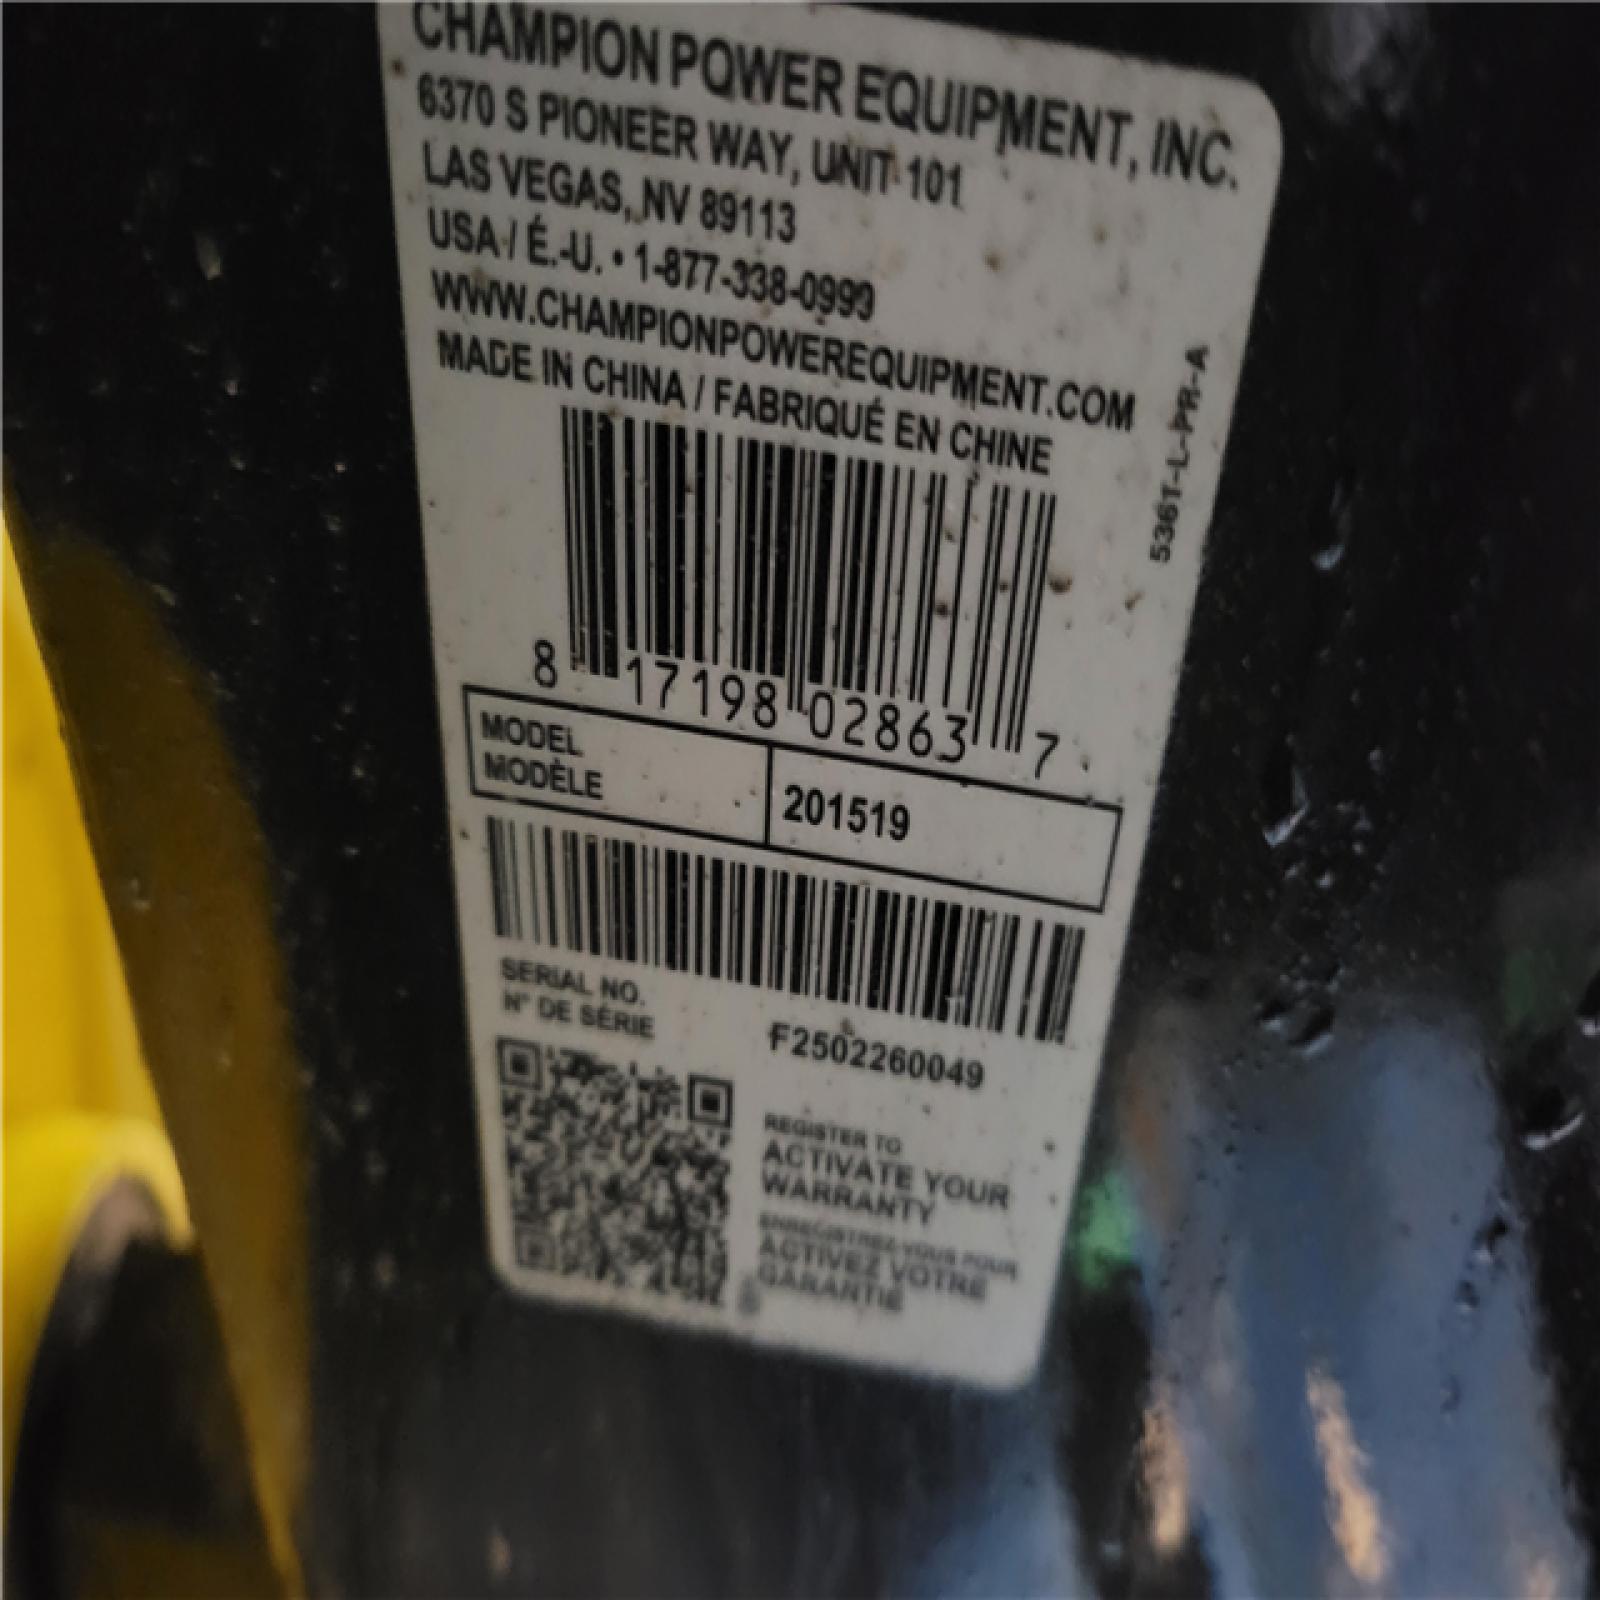 CHAMPION POWER EQUIPMENT, INC.
6370 S PIONEER WAY, UNIT 101
LAS VEGAS, NV 89113
USA / É.-U. • 1-877-338-0999
WWW.CHAMPIONPOWEREQUIPMENT.COM
MADE IN CHINA / FABRIQUÉ EN CHINE
5361-L-PR-A
8 17198 02863 7
MODEL
MODÈLE
201519
SERIAL NO.
N° DE SÉRIE
F2502260049
REGISTER TO
ACTIVATE YOUR
WARRANTY
ENREGISTREZ-VOUS POUR
ACTIVEZ VOTRE
GARANTIE